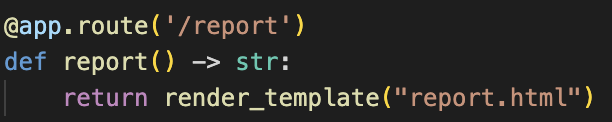 @app.route('/report')
def report() -> str:
    return render_template("report.html")